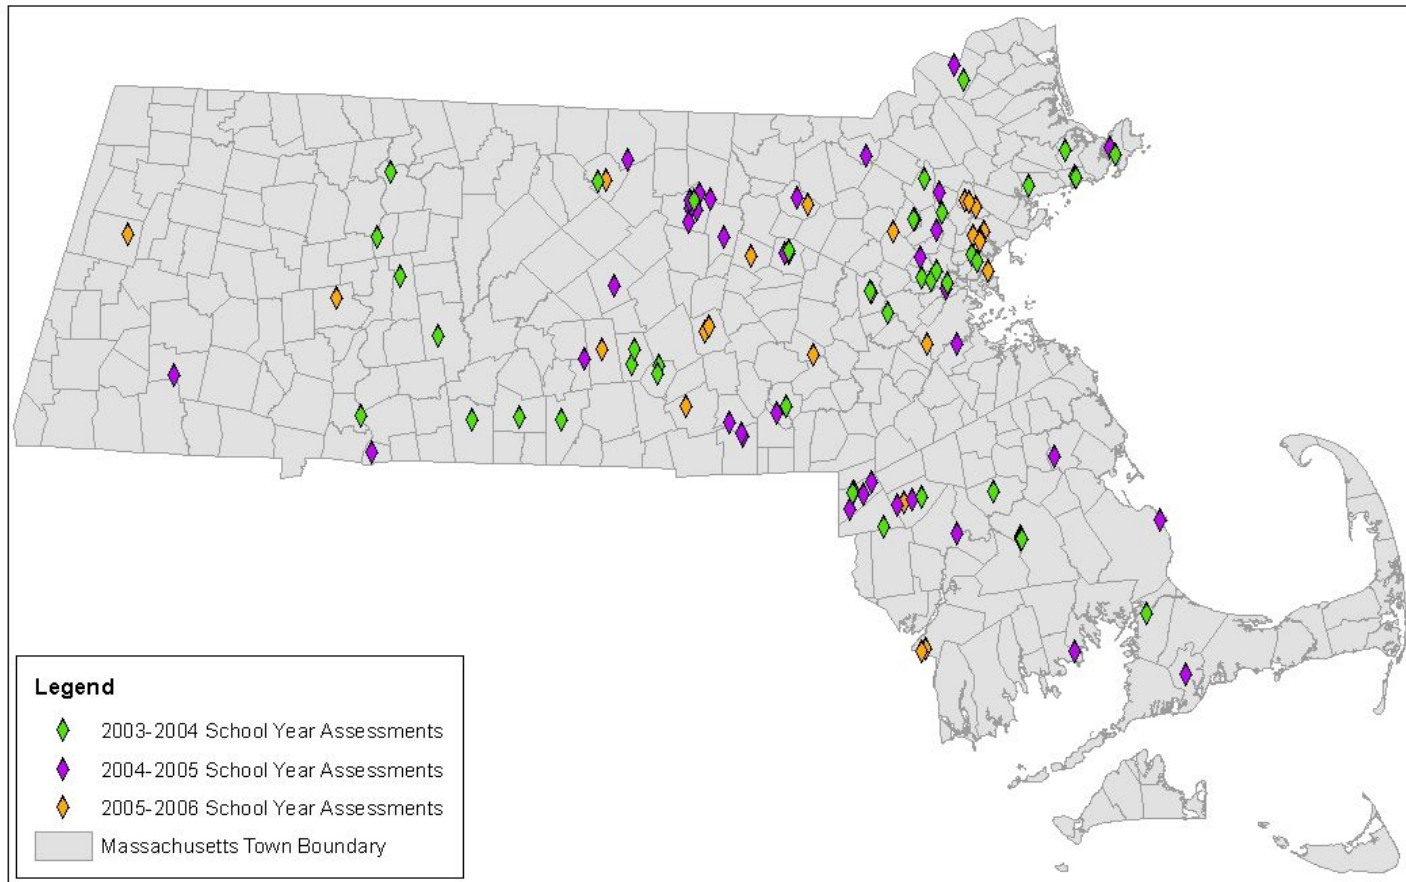 Legend
2003-2004 School Year Assessments
2004-2005 School Year Assessments
2005-2006 School Year Assessments
Massachusetts Town Boundary